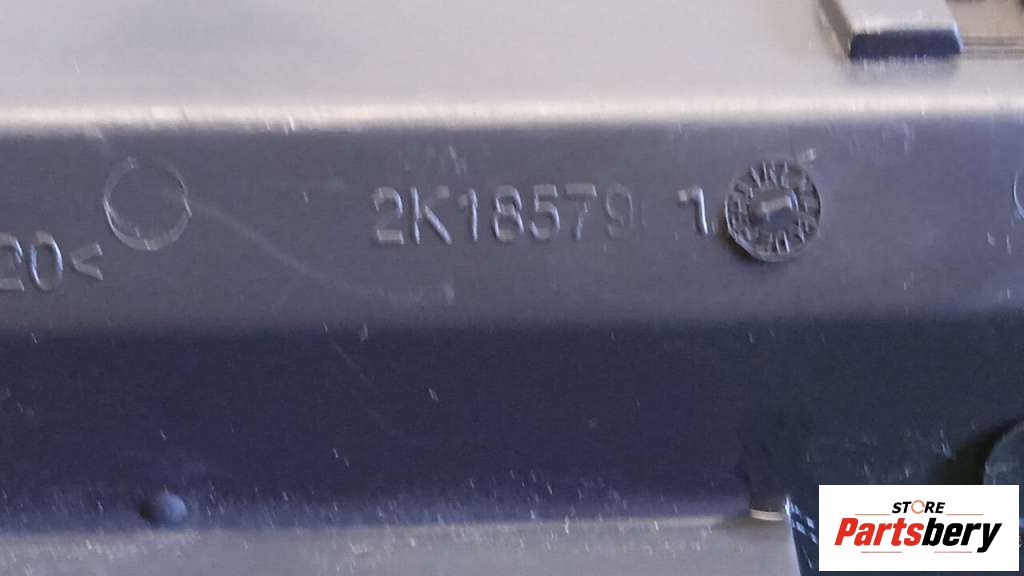 20<
2K18579 1
STORE
Partsbery